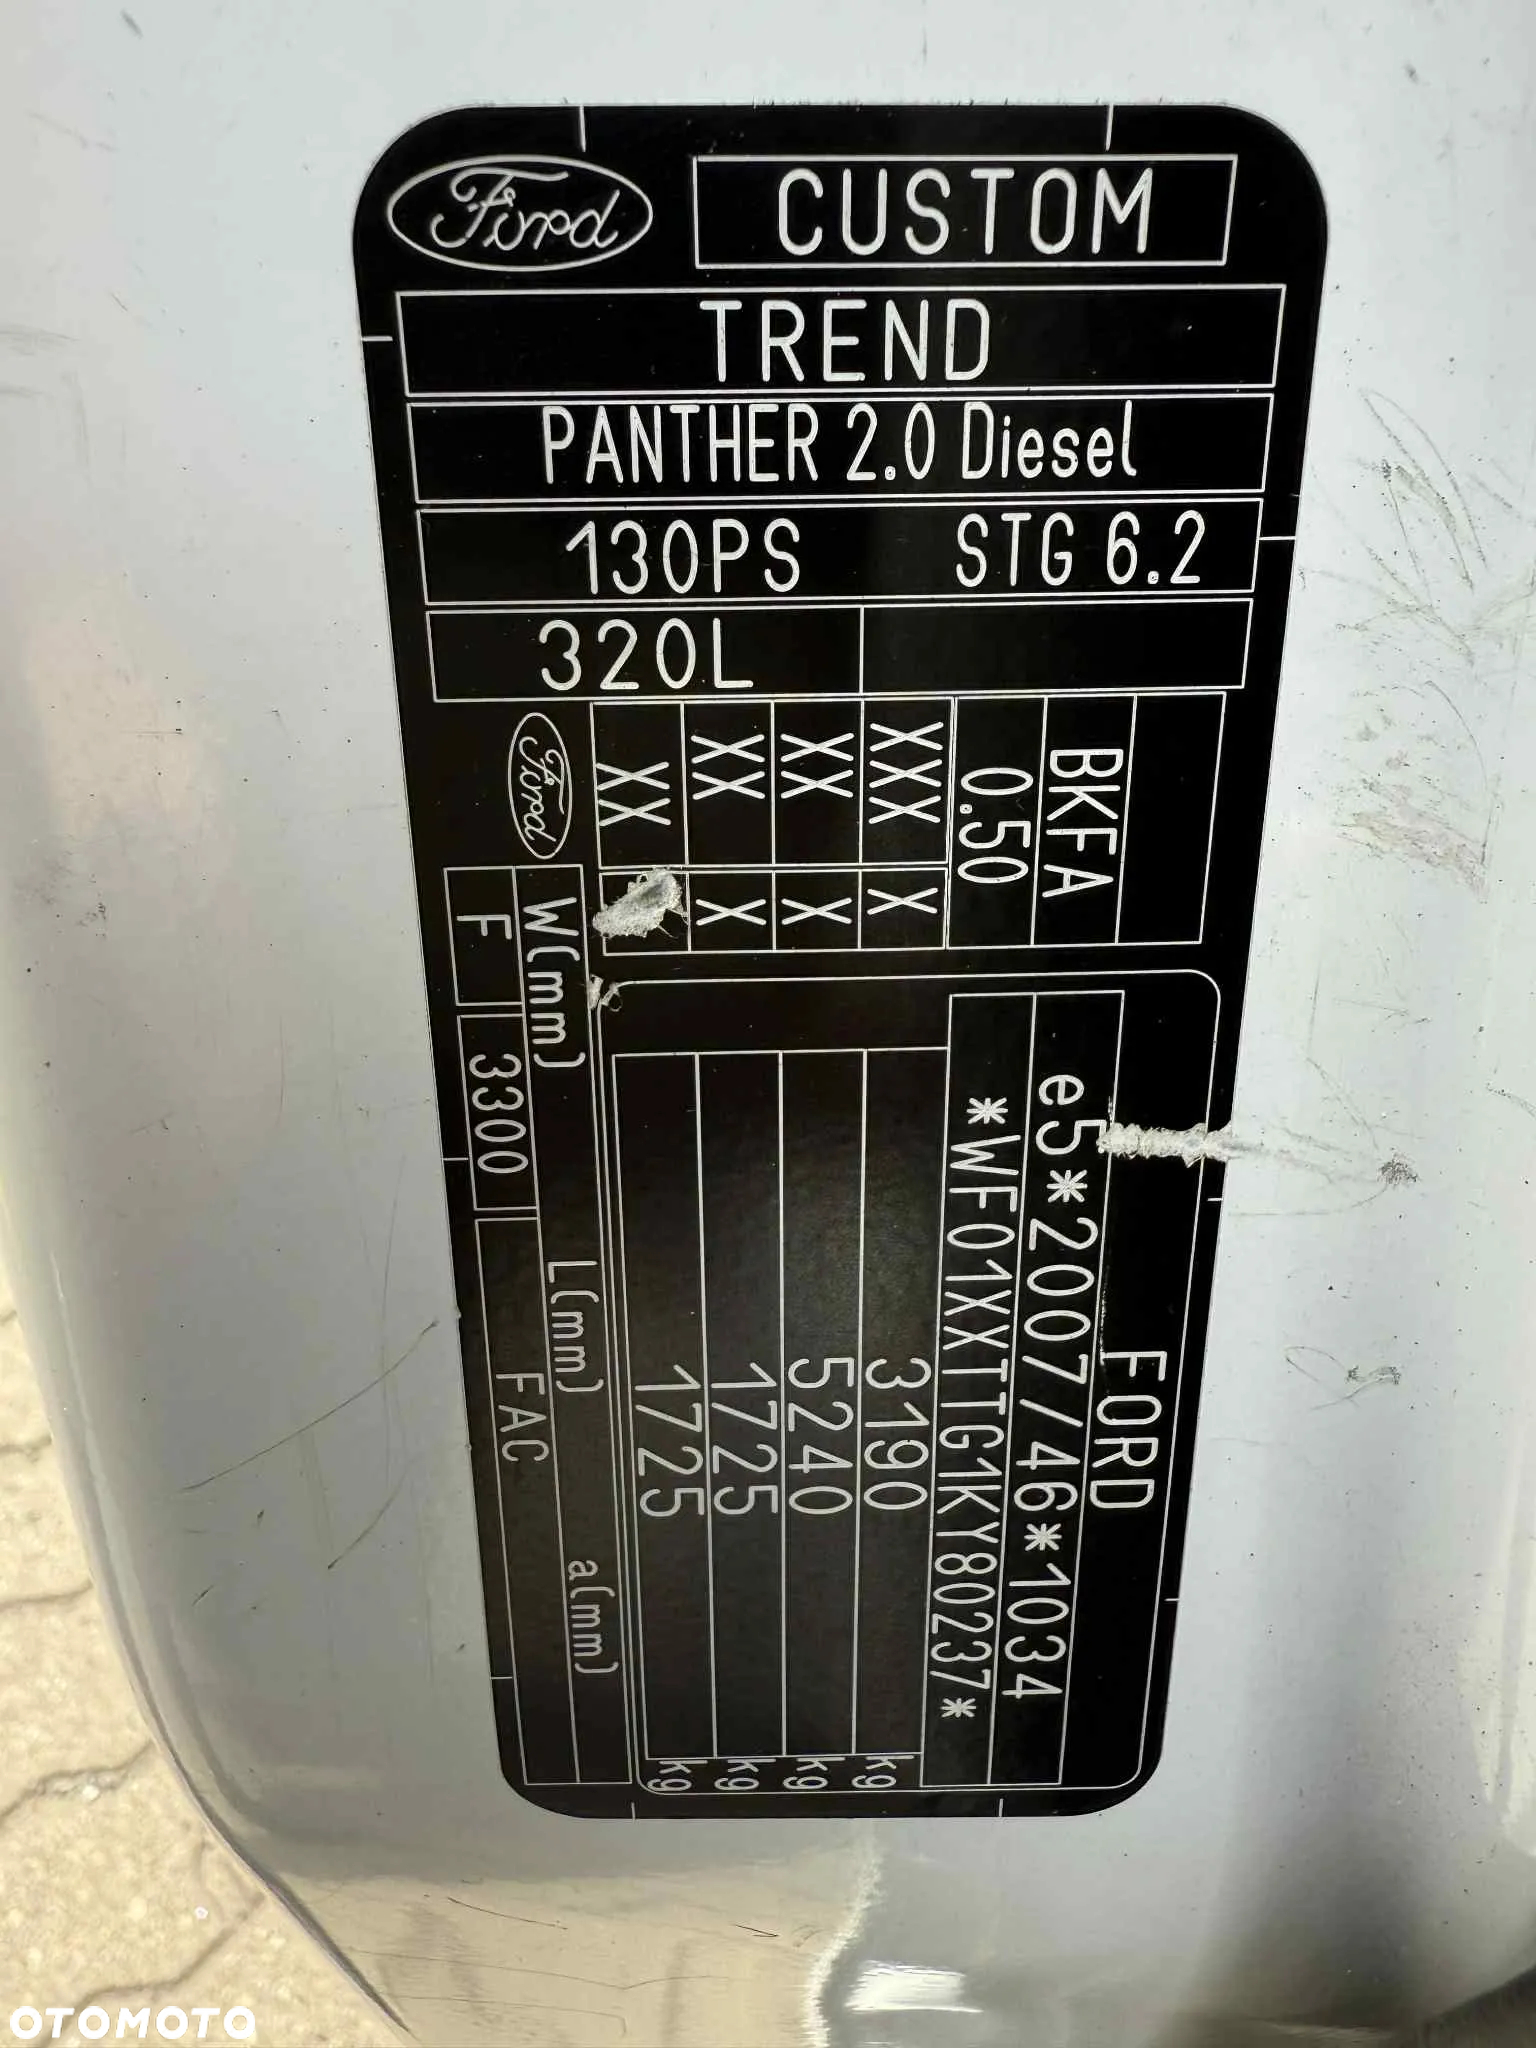 Ford
CUSTOM
TREND
PANTHER 2.0 Diesel
130PS STG 6.2
320L
BKFA
0.50
XXX X
XX X
XX X
XX
Ford
FORD
e5*2007/46*1034
*WF01XXTTG1KY80237*
3190 kg
5240 kg
1725 kg
1725 kg
W(mm) L(mm) a(mm)
F 3300 FAC
OTOMOTO